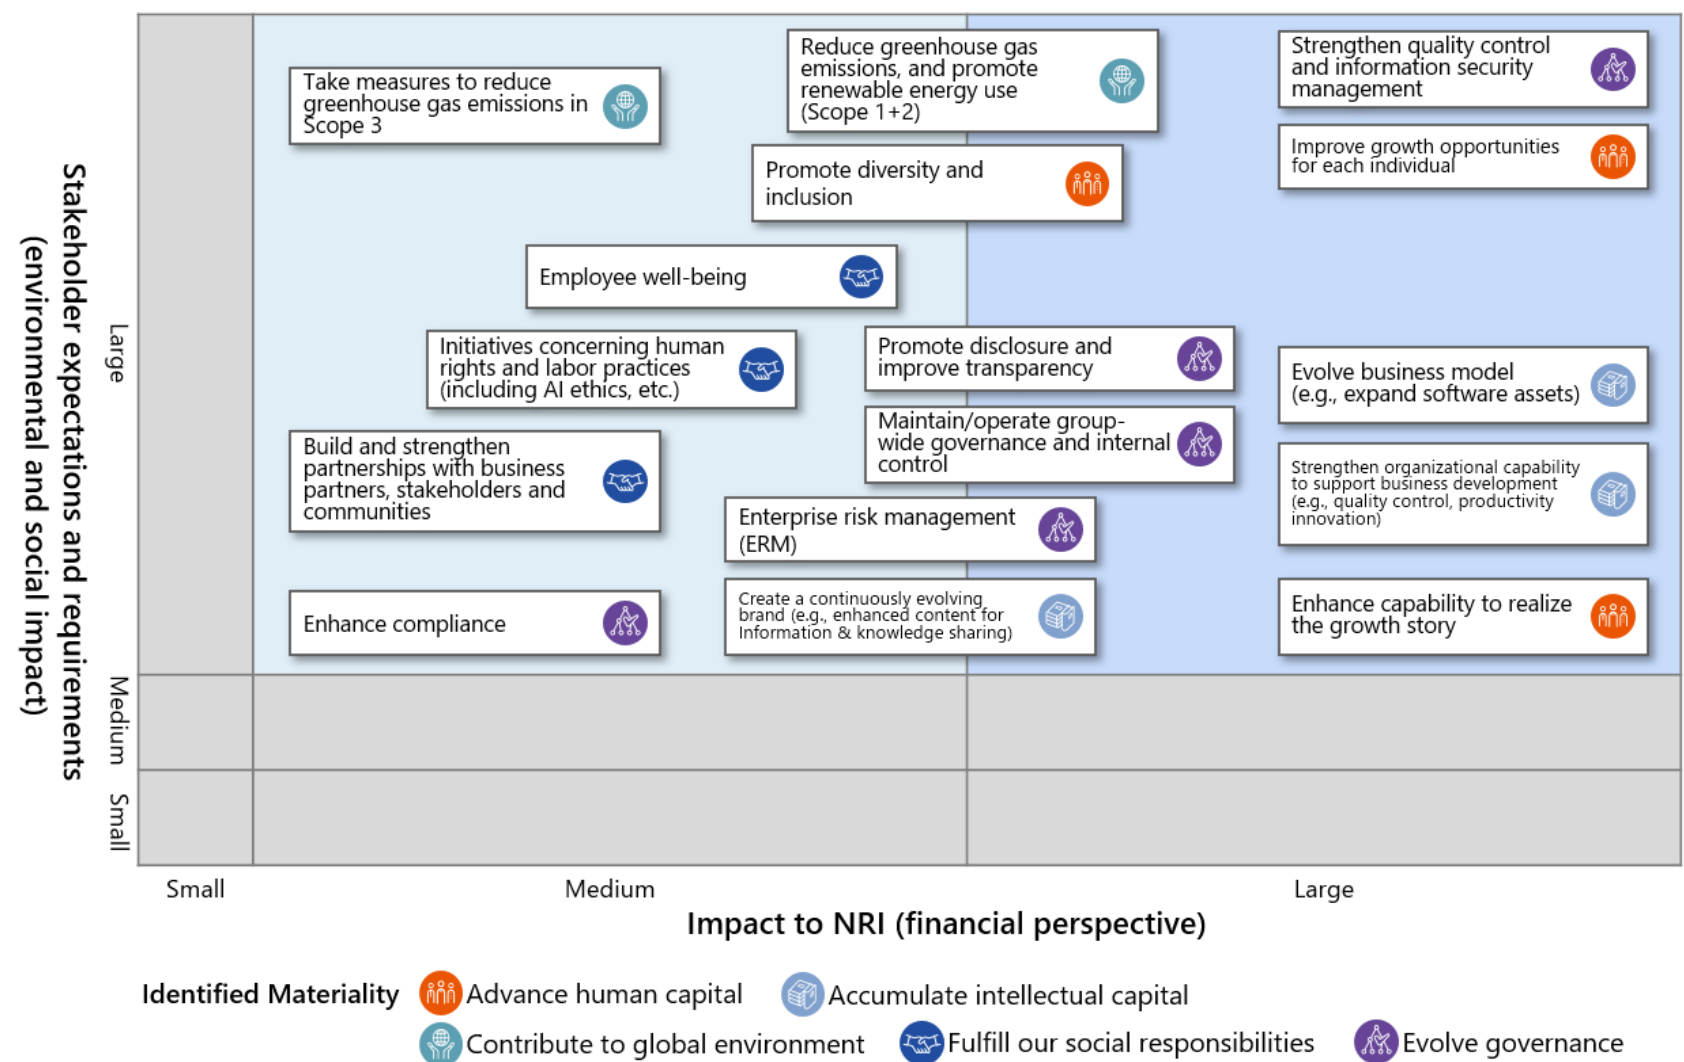 Stakeholder expectations and requirements
(environmental and social impact)
Large
Medium
Small
Take measures to reduce
greenhouse gas emissions in
Scope 3
Reduce greenhouse gas
emissions, and promote
renewable energy use
(Scope 1+2)
Strengthen quality control
and information security
management
Improve growth opportunities
for each individual
Promote diversity and
inclusion
Employee well-being
Initiatives concerning human
rights and labor practices
(including AI ethics, etc.)
Promote disclosure and
improve transparency
Evolve business model
(e.g., expand software assets)
Maintain/operate group-
wide governance and internal
control
Build and strengthen
partnerships with business
partners, stakeholders and
communities
Strengthen organizational capability
to support business development
(e.g., quality control, productivity
innovation)
Enterprise risk management
(ERM)
Enhance compliance
Create a continuously evolving
brand (e.g., enhanced content for
Information & knowledge sharing)
Enhance capability to realize
the growth story
Small
Medium
Large
Impact to NRI (financial perspective)
Identified Materiality
Advance human capital
Accumulate intellectual capital
Contribute to global environment
Fulfill our social responsibilities
Evolve governance